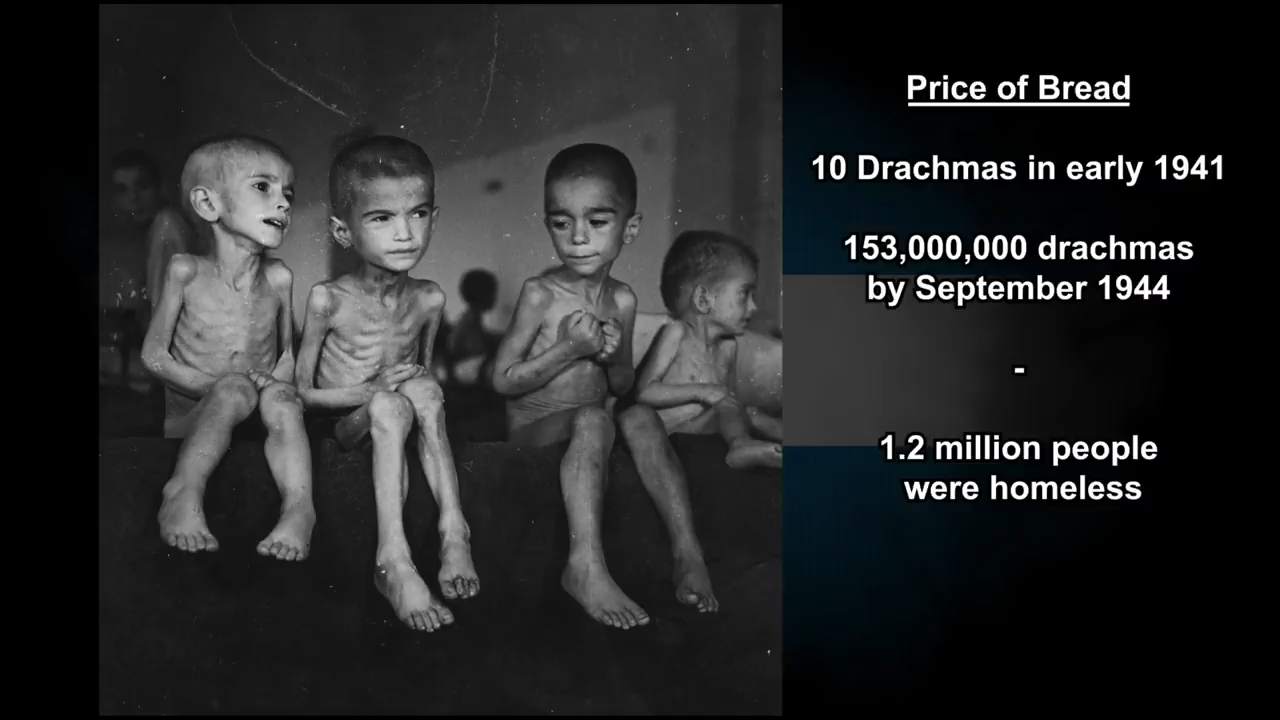 Price of Bread
10 Drachmas in early 1941
153,000,000 drachmas
by September 1944
-
1.2 million people
were homeless